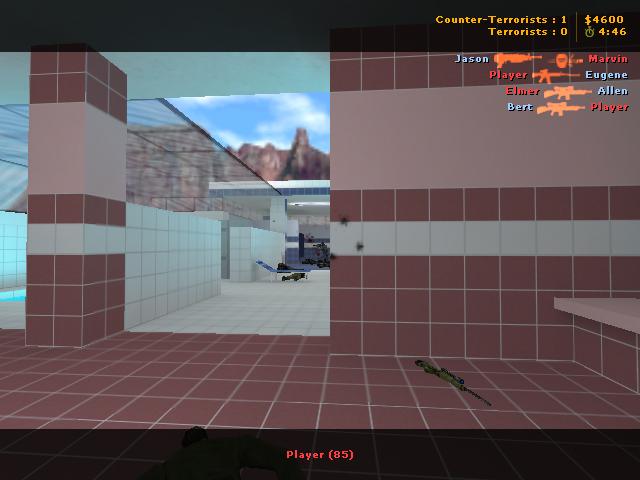 Counter-Terrorists : 1 $4600
Terrorists : 0 4:46
Jason Marvin
Player Eugene
Elmer Allen
Bert Player
Player (85)